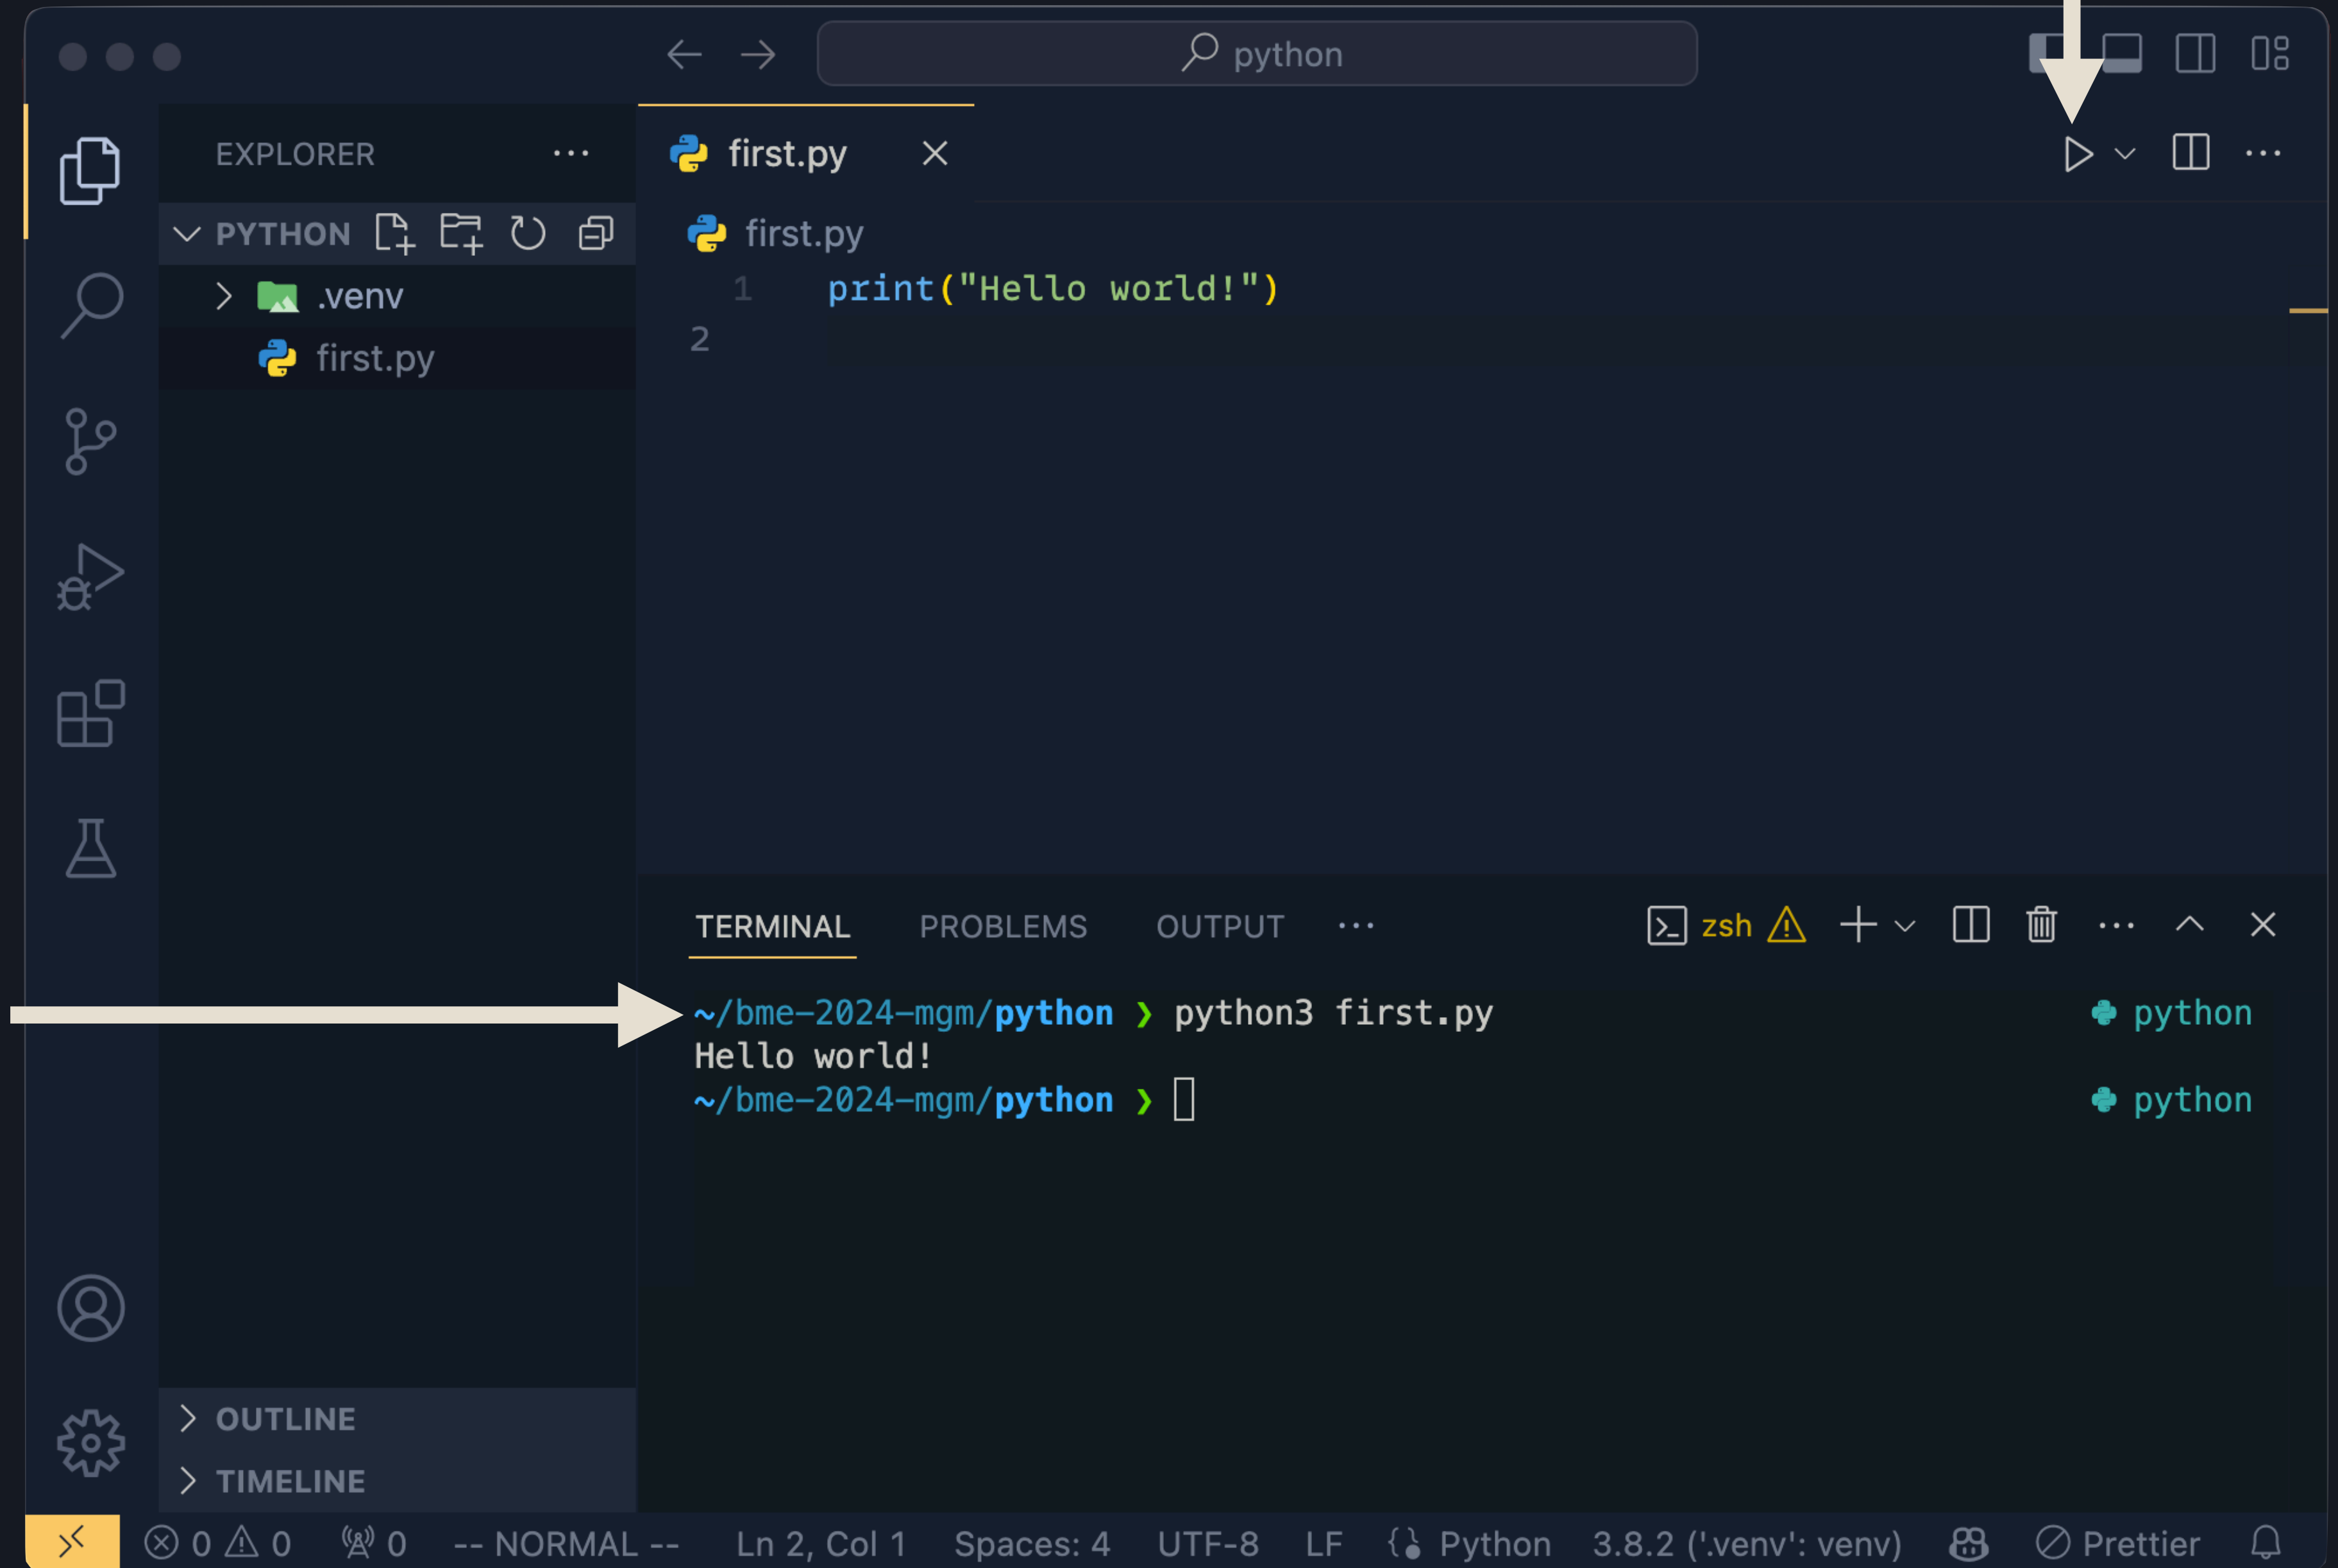 python
EXPLORER
PYTHON
.venv
first.py
first.py
first.py
1 print("Hello world!")
2
TERMINAL PROBLEMS OUTPUT
zsh
~/bme-2024-mgm/python ❯ python3 first.py python
Hello world!
~/bme-2024-mgm/python ❯ python
OUTLINE
TIMELINE
0 0 0 -- NORMAL -- Ln 2, Col 1 Spaces: 4 UTF-8 LF Python 3.8.2 ('.venv': venv) Prettier